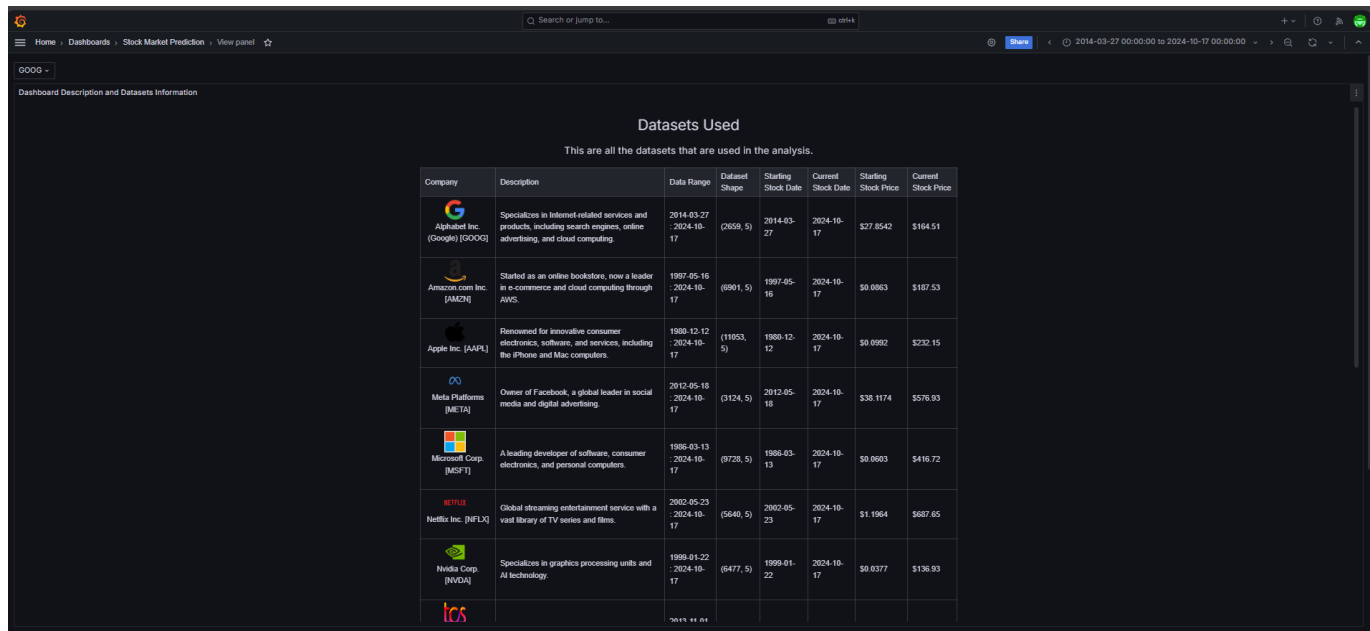 Search or jump to...
ctrl+k
Home › Dashboards › Stock Market Prediction › View panel
Share
2014-03-27 00:00:00 to 2024-10-17 00:00:00
GOOG
Dashboard Description and Datasets Information
Datasets Used
This are all the datasets that are used in the analysis.
Company Description Data Range Dataset Shape Starting Stock Date Current Stock Date Starting Stock Price Current Stock Price
Alphabet Inc. (Google) [GOOG] Specializes in Internet-related services and products, including search engines, online advertising, and cloud computing. 2014-03-27 : 2024-10-17 (2659, 5) 2014-03-27 2024-10-17 $27.8542 $164.51
Amazon.com Inc. [AMZN] Started as an online bookstore, now a leader in e-commerce and cloud computing through AWS. 1997-05-16 : 2024-10-17 (6901, 5) 1997-05-16 2024-10-17 $0.0863 $187.53
Apple Inc. [AAPL] Renowned for innovative consumer electronics, software, and services, including the iPhone and Mac computers. 1980-12-12 : 2024-10-17 (11053, 5) 1980-12-12 2024-10-17 $0.0992 $232.15
Meta Platforms [META] Owner of Facebook, a global leader in social media and digital advertising. 2012-05-18 : 2024-10-17 (3124, 5) 2012-05-18 2024-10-17 $38.1174 $576.93
Microsoft Corp. [MSFT] A leading developer of software, consumer electronics, and personal computers. 1986-03-13 : 2024-10-17 (9728, 5) 1986-03-13 2024-10-17 $0.0603 $416.72
NETFLIX
Netflix Inc. [NFLX] Global streaming entertainment service with a vast library of TV series and films. 2002-05-23 : 2024-10-17 (5640, 5) 2002-05-23 2024-10-17 $1.1964 $687.65
Nvidia Corp. [NVDA] Specializes in graphics processing units and AI technology. 1999-01-22 : 2024-10-17 (6477, 5) 1999-01-22 2024-10-17 $0.0377 $136.93
tcs